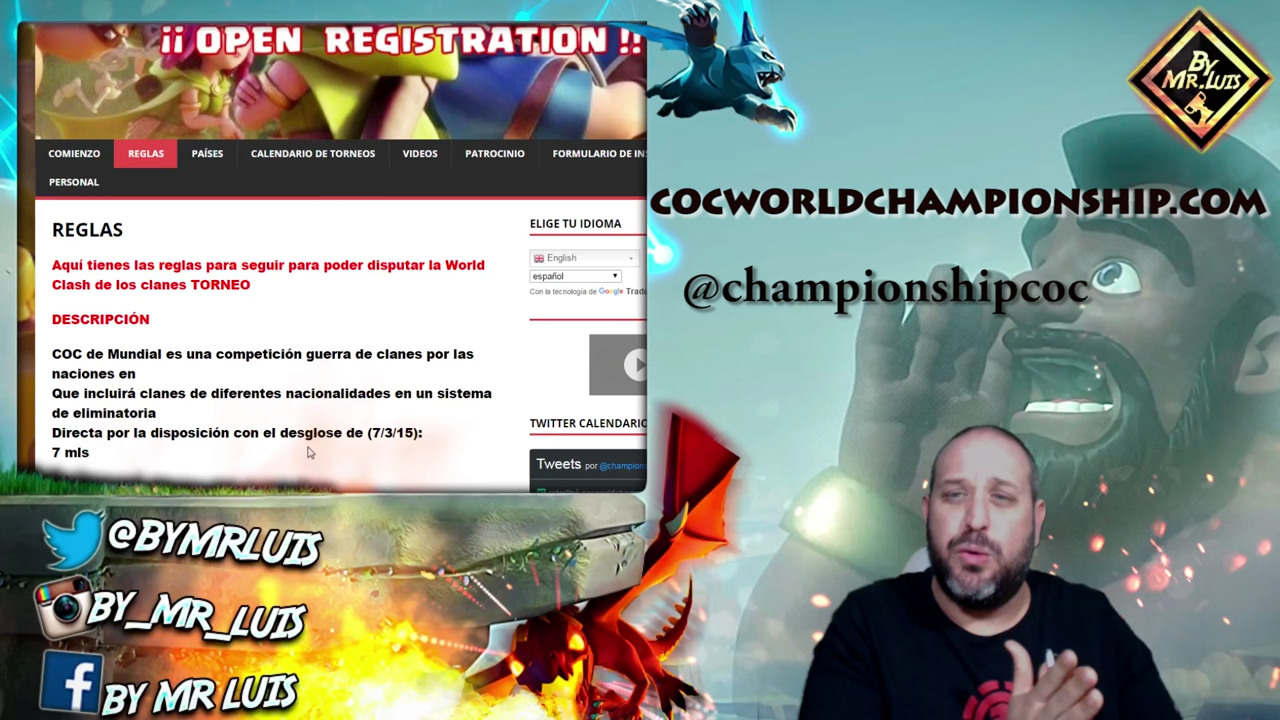 ¡¡ OPEN REGISTRATION !!
COMIENZO REGLAS PAÍSES CALENDARIO DE TORNEOS VIDEOS PATROCINIO FORMULARIO DE INS
PERSONAL
REGLAS
Aquí tienes las reglas para seguir para poder disputar la World
Clash de los clanes TORNEO
DESCRIPCIÓN
COC de Mundial es una competición guerra de clanes por las
naciones en
Que incluirá clanes de diferentes nacionalidades en un sistema
de eliminatoria
Directa por la disposición con el desglose de (7/3/15):
7 mls
ELIGE TU IDIOMA
English
español
Con la tecnología de Google Tradu
TWITTER CALENDARIO
Tweets por @champion
BY
MR.LUIS
COCWORLDCHAMPIONSHIP.COM
@championshipcoc
@BYMRLUIS
BY_MR_LUIS
BY MR LUIS